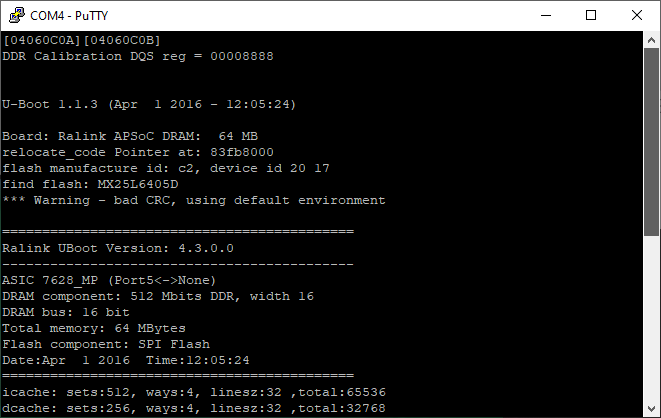 COM4 - PuTTY
[04060C0A][04060C0B]
DDR Calibration DQS reg = 00008888
U-Boot 1.1.3 (Apr  1 2016 - 12:05:24)
Board: Ralink APSoC DRAM:  64 MB
relocate_code Pointer at: 83fb8000
flash manufacture id: c2, device id 20 17
find flash: MX25L6405D
*** Warning - bad CRC, using default environment
============================================
Ralink UBoot Version: 4.3.0.0
--------------------------------------------
ASIC 7628_MP (Port5<->None)
DRAM component: 512 Mbits DDR, width 16
DRAM bus: 16 bit
Total memory: 64 MBytes
Flash component: SPI Flash
Date:Apr  1 2016  Time:12:05:24
============================================
icache: sets:512, ways:4, linesz:32 ,total:65536
dcache: sets:256, ways:4, linesz:32 ,total:32768